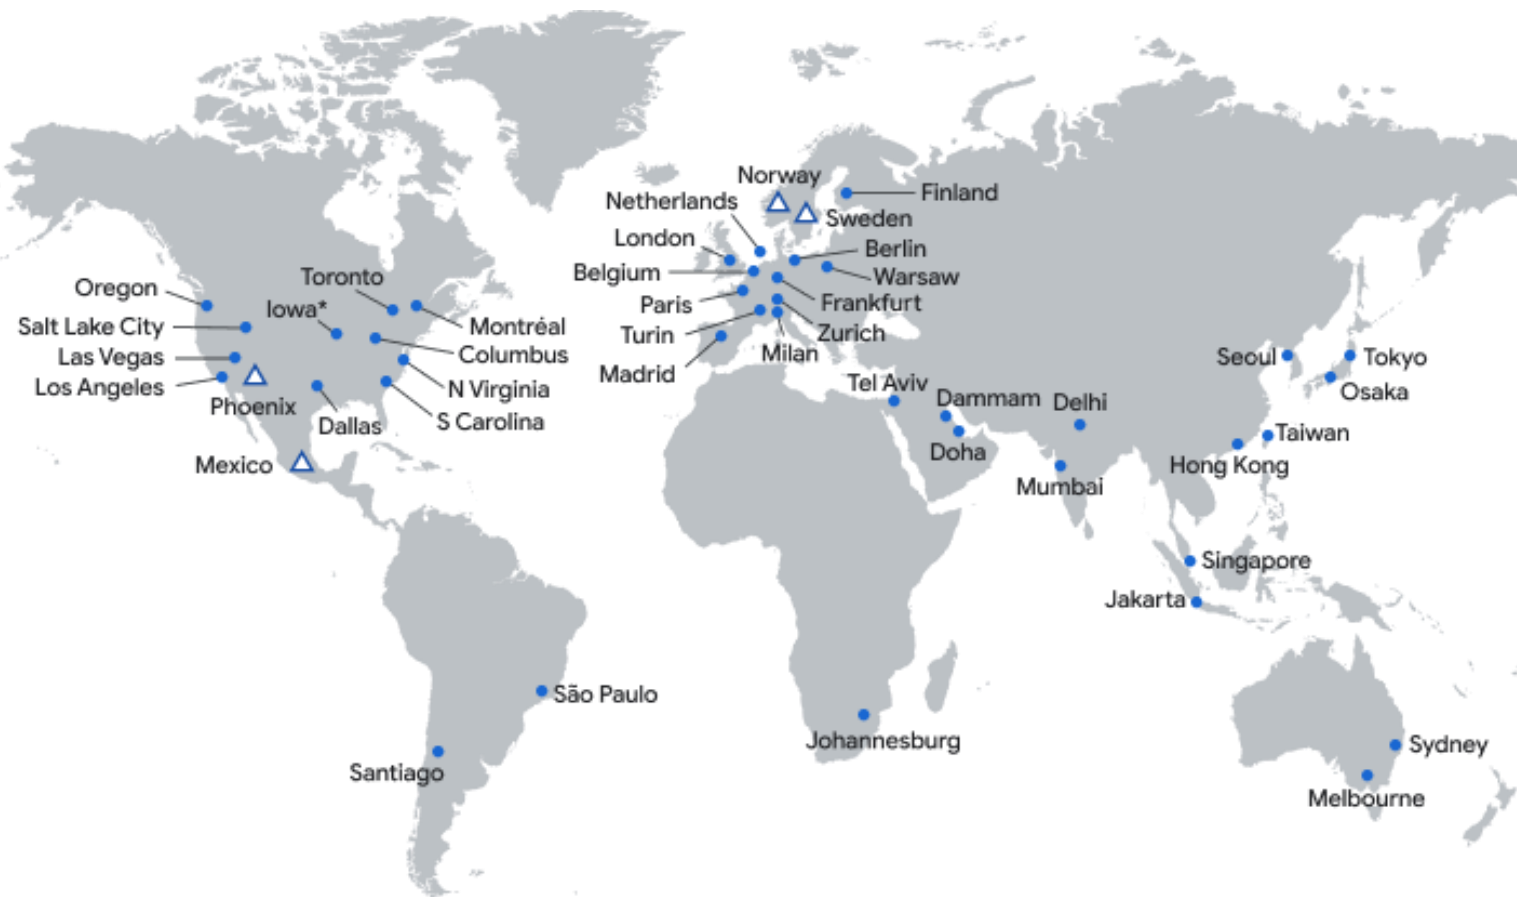 Norway
Finland
Netherlands
Sweden
London
Berlin
Belgium
Warsaw
Toronto
Oregon
Paris
Frankfurt
Iowa*
Salt Lake City
Montréal
Turin
Zurich
Columbus
Milan
Las Vegas
Seoul
Tokyo
Madrid
Los Angeles
N Virginia
Tel Aviv
Osaka
Phoenix
Dammam
Delhi
S Carolina
Dallas
Taiwan
Doha
Mexico
Hong Kong
Mumbai
Singapore
Jakarta
São Paulo
Johannesburg
Sydney
Santiago
Melbourne